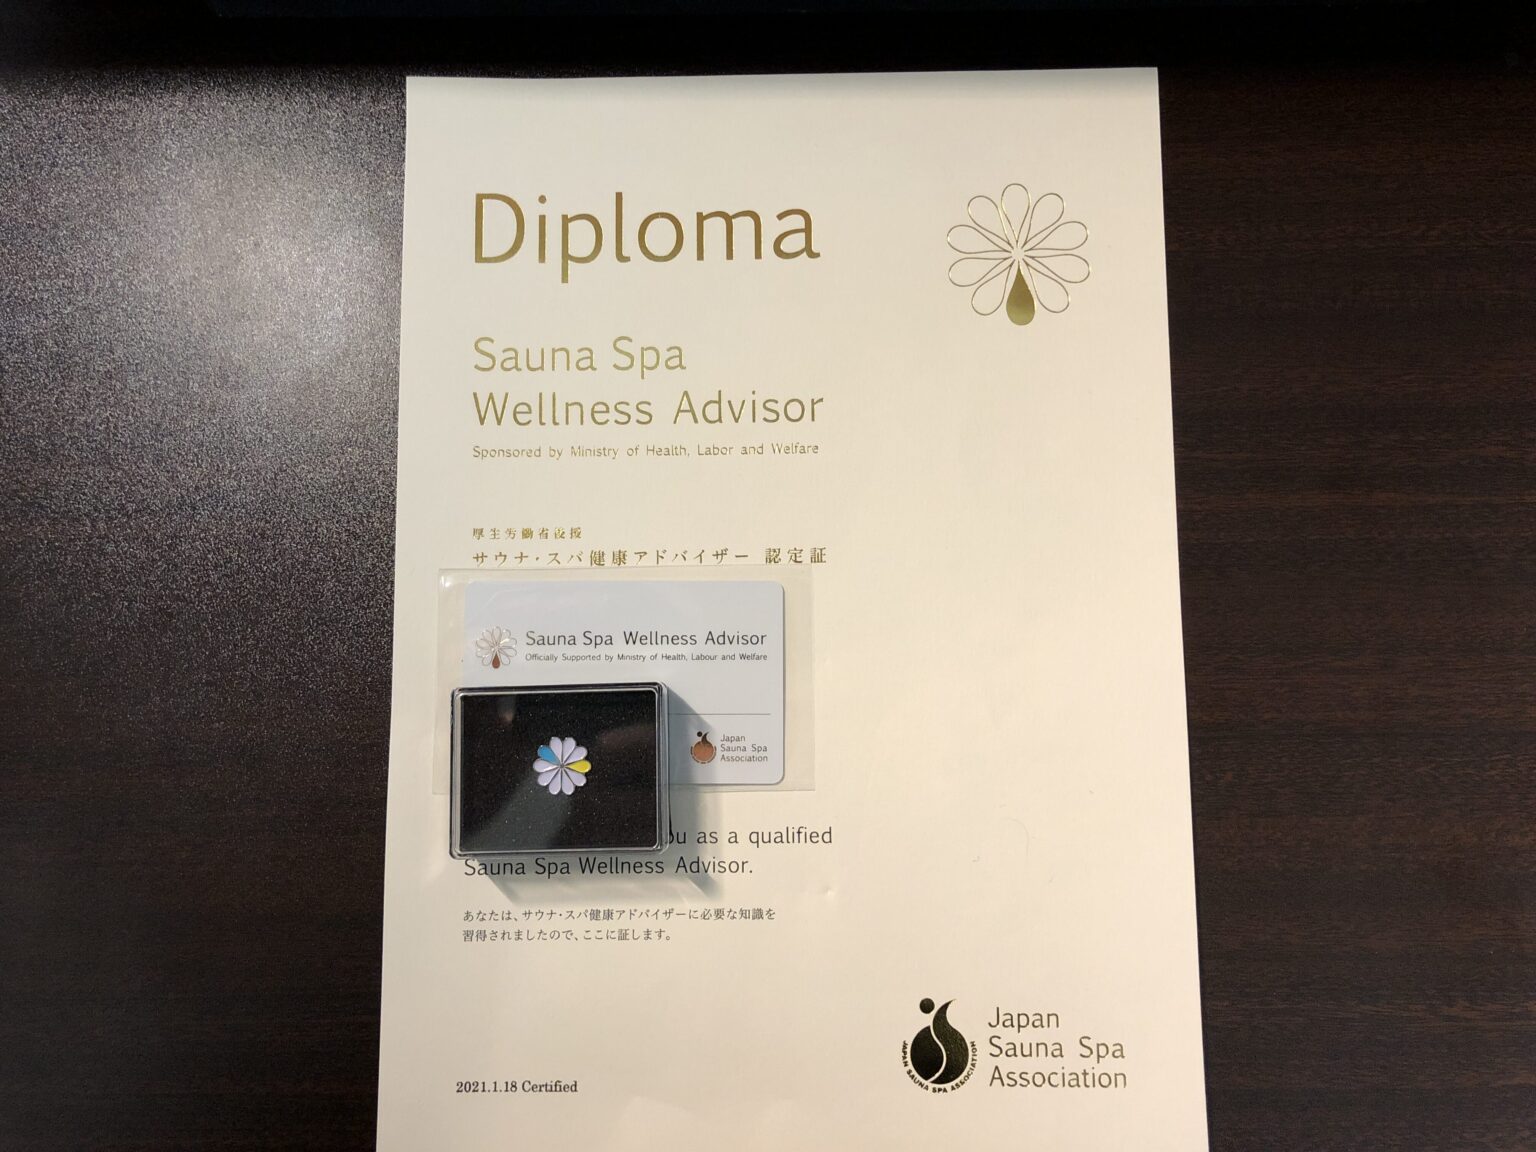 Diploma
Sauna Spa
Wellness Advisor
Sponsored by Ministry of Health, Labor and Welfare
厚生労働省後援
サウナ・スパ健康アドバイザー 認定証
Sauna Spa Wellness Advisor
Officially Supported by Ministry of Health, Labour and Welfare
Japan
Sauna Spa
Association
as a qualified
Sauna Spa Wellness Advisor.
あなたは、サウナ・スパ健康アドバイザーに必要な知識を
習得されましたので、ここに証します。
2021.1.18 Certified
Japan
Sauna Spa
Association
JAPAN SAUNA SPA ASSOCIATION